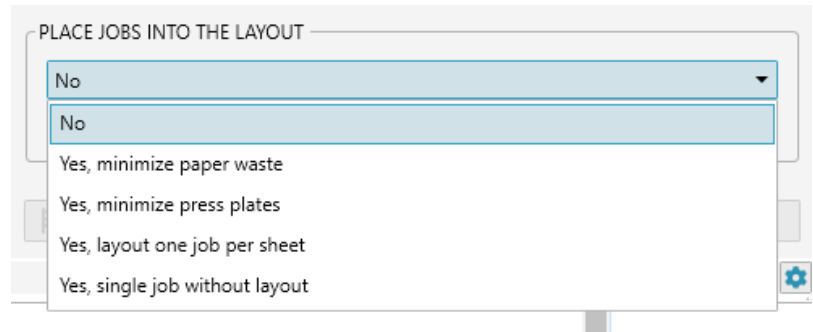 PLACE JOBS INTO THE LAYOUT
No
No
Yes, minimize paper waste
Yes, minimize press plates
Yes, layout one job per sheet
Yes, single job without layout